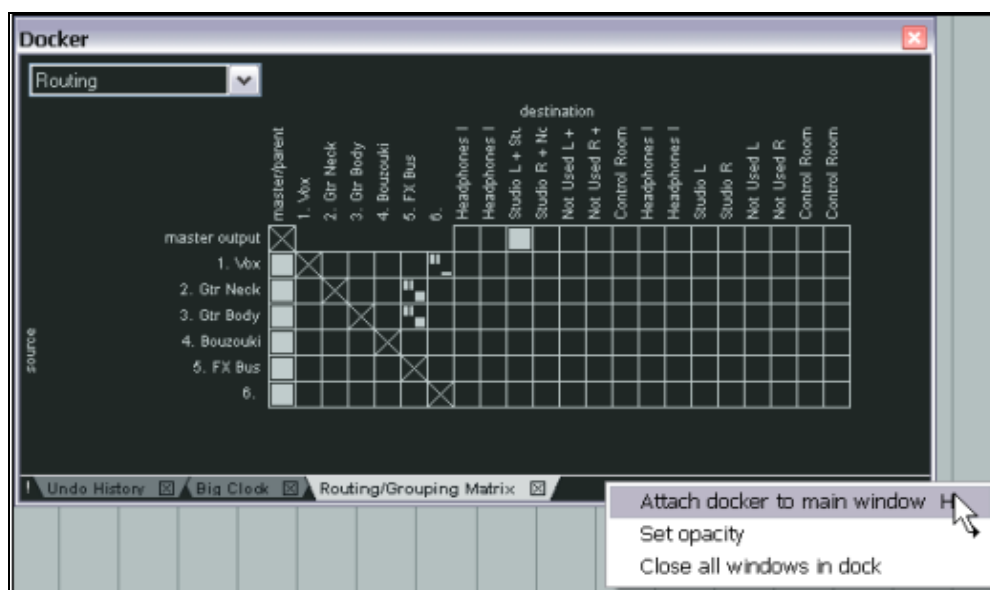 Docker
Routing
destination
master/parent
1. Vox
2. Gtr Neck
3. Gtr Body
4. Bouzouki
5. FX Bus
6.
Headphones l
Headphones l
Studio L + Stu
Studio R + No
Not Used L +
Not Used R +
Control Room
Headphones l
Headphones l
Studio L
Studio R
Not Used L
Not Used R
Control Room
Control Room
source
master output
1. Vox
2. Gtr Neck
3. Gtr Body
4. Bouzouki
5. FX Bus
6.
! Undo History Big Clock Routing/Grouping Matrix
Attach docker to main window H
Set opacity
Close all windows in dock